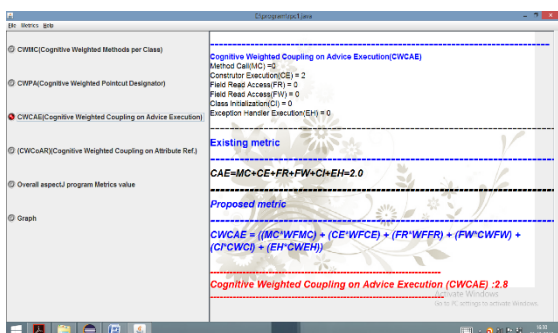 C:\program\spc1.java
File Metrics Help
CWMC(Cognitive Weighted Methods per Class)
CWPA(Cognitive Weighted Pointcut Designator)
CWCAE(Cognitive Weighted Coupling on Advice Execution)
(CWCoAR)(Cognitive Weighted Coupling on Attribute Ref.)
Overall aspectJ program Metrics value
Graph
Cognitive Weighted Coupling on Advice Execution(CWCAE)
Method Call(MC) =0
Construtor Execution(CE) = 2
Field Read Access(FR) = 0
Field Read Access(FW) = 0
Class Initialization(CI) = 0
Exception Handler Execution(EH) = 0
Existing metric
CAE=MC+CE+FR+FW+CI+EH=2.0
Proposed metric
CWCAE = ((MC*WFMC) + (CE*WFCE) + (FR*WFFR) + (FW*CWFW) +
(CI*CWCI) + (EH*CWEH))
Cognitive Weighted Coupling on Advice Execution (CWCAE) :2.8
Activate Windows
Go to PC settings to activate Windows.